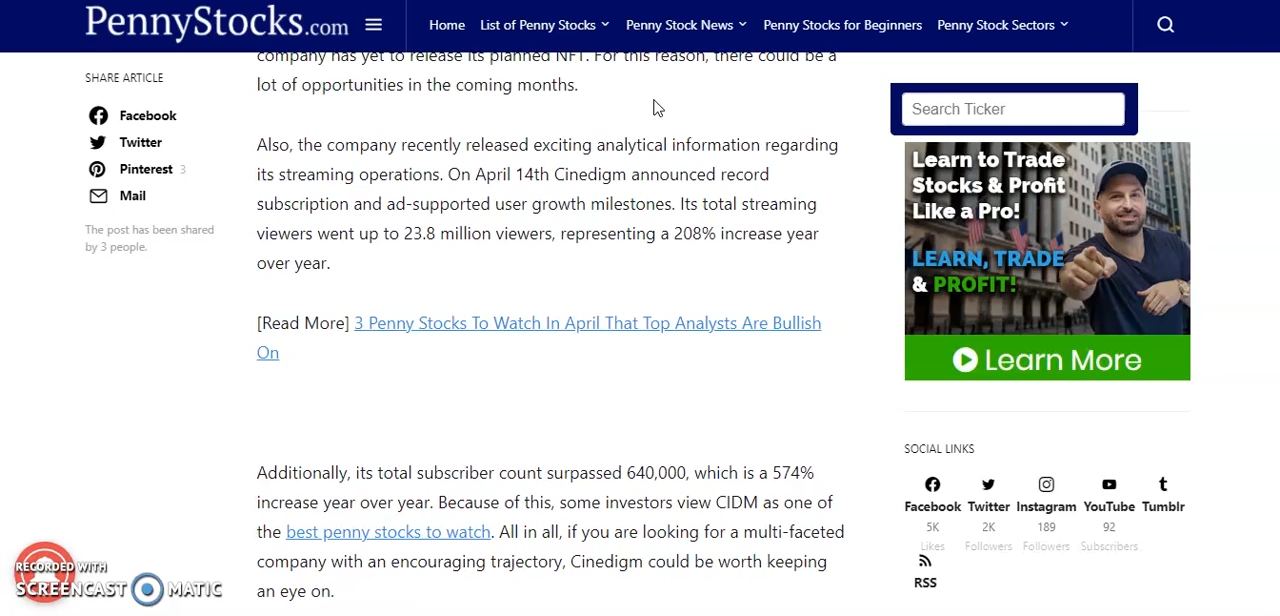 PennyStocks.com
Home List of Penny Stocks Penny Stock News Penny Stocks for Beginners Penny Stock Sectors
SHARE ARTICLE
Facebook
Twitter
Pinterest 3
Mail
The post has been shared
by 3 people.
company has yet to release its planned NFT. For this reason, there could be a
lot of opportunities in the coming months.
Also, the company recently released exciting analytical information regarding
its streaming operations. On April 14th Cinedigm announced record
subscription and ad-supported user growth milestones. Its total streaming
viewers went up to 23.8 million viewers, representing a 208% increase year
over year.
[Read More] 3 Penny Stocks To Watch In April That Top Analysts Are Bullish
On
Additionally, its total subscriber count surpassed 640,000, which is a 574%
increase year over year. Because of this, some investors view CIDM as one of
the best penny stocks to watch. All in all, if you are looking for a multi-faceted
company with an encouraging trajectory, Cinedigm could be worth keeping
an eye on.
Search Ticker
Learn to Trade
Stocks & Profit
Like a Pro!
LEARN, TRADE
& PROFIT!
Learn More
SOCIAL LINKS
Facebook Twitter Instagram YouTube Tumblr
5K 2K 189 92
Likes Followers Followers Subscribers
RSS
RECORDED WITH
SCREENCAST MATIC